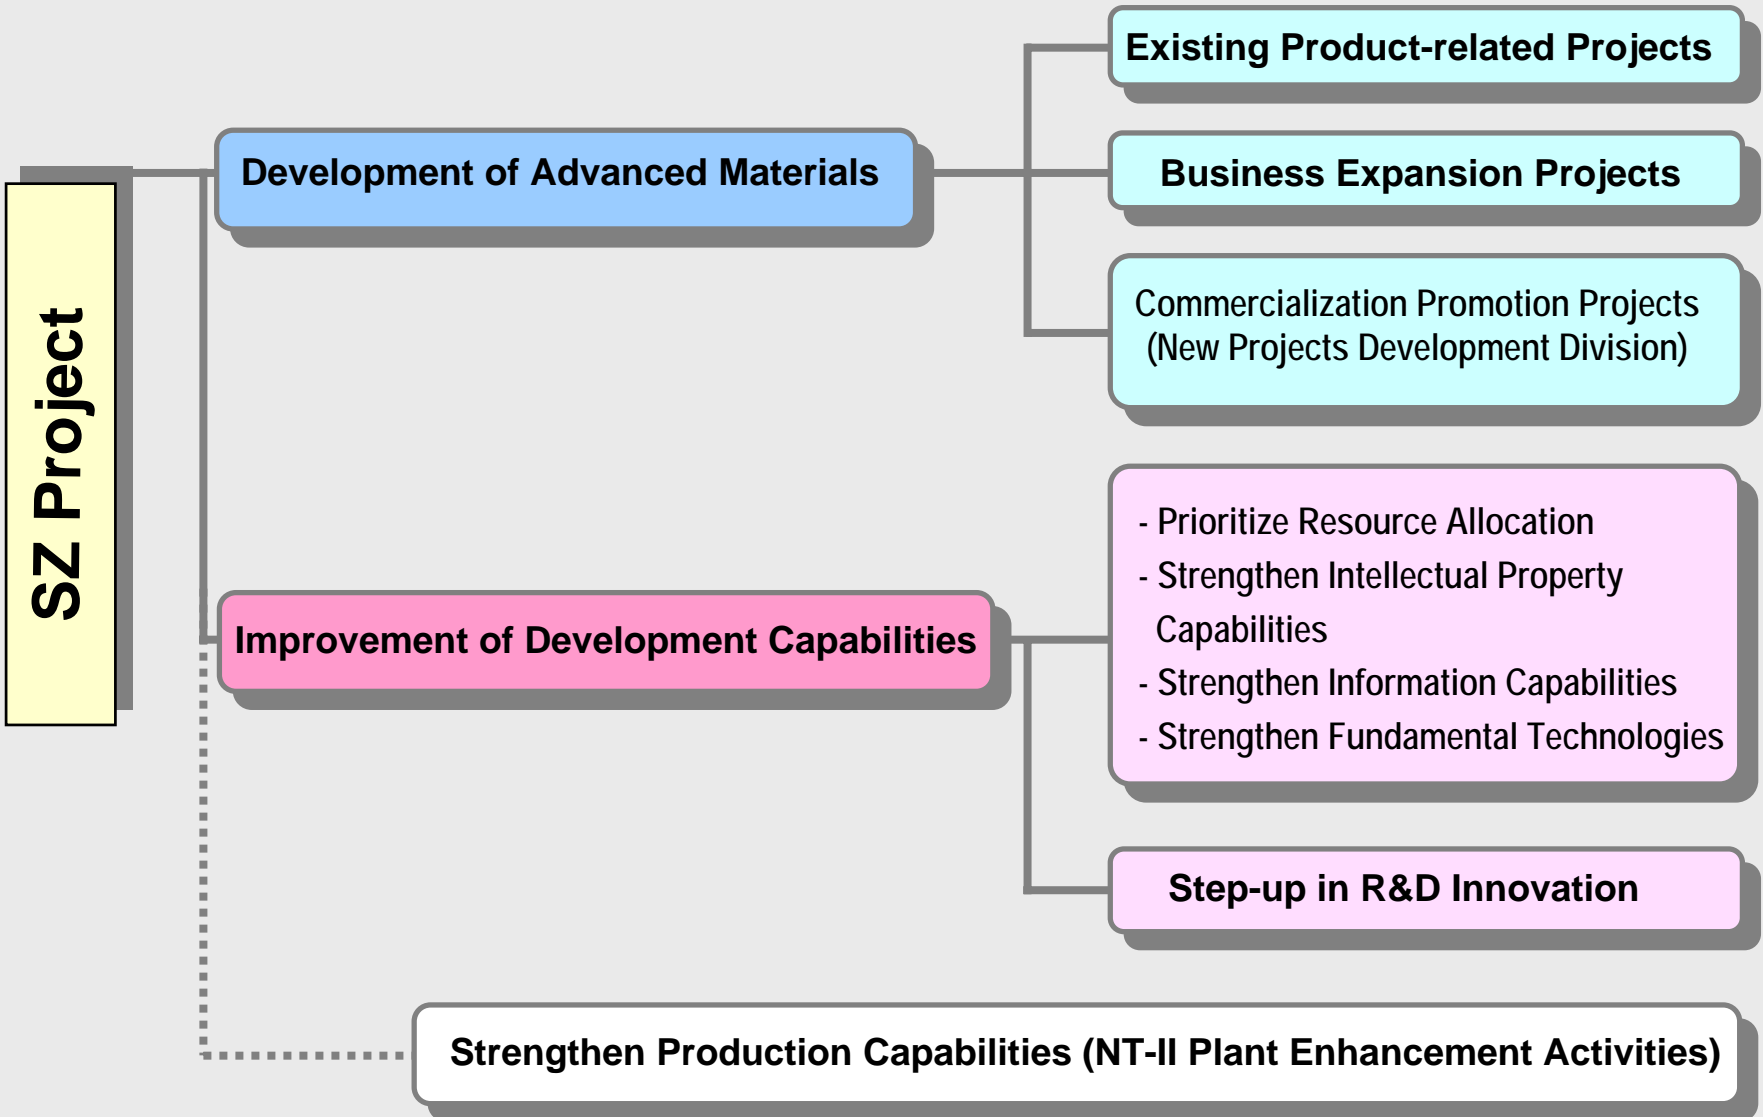 SZ Project
Development of Advanced Materials
Existing Product-related Projects
Business Expansion Projects
Commercialization Promotion Projects
(New Projects Development Division)
Improvement of Development Capabilities
- Prioritize Resource Allocation
- Strengthen Intellectual Property
Capabilities
- Strengthen Information Capabilities
- Strengthen Fundamental Technologies
Step-up in R&D Innovation
Strengthen Production Capabilities (NT-II Plant Enhancement Activities)